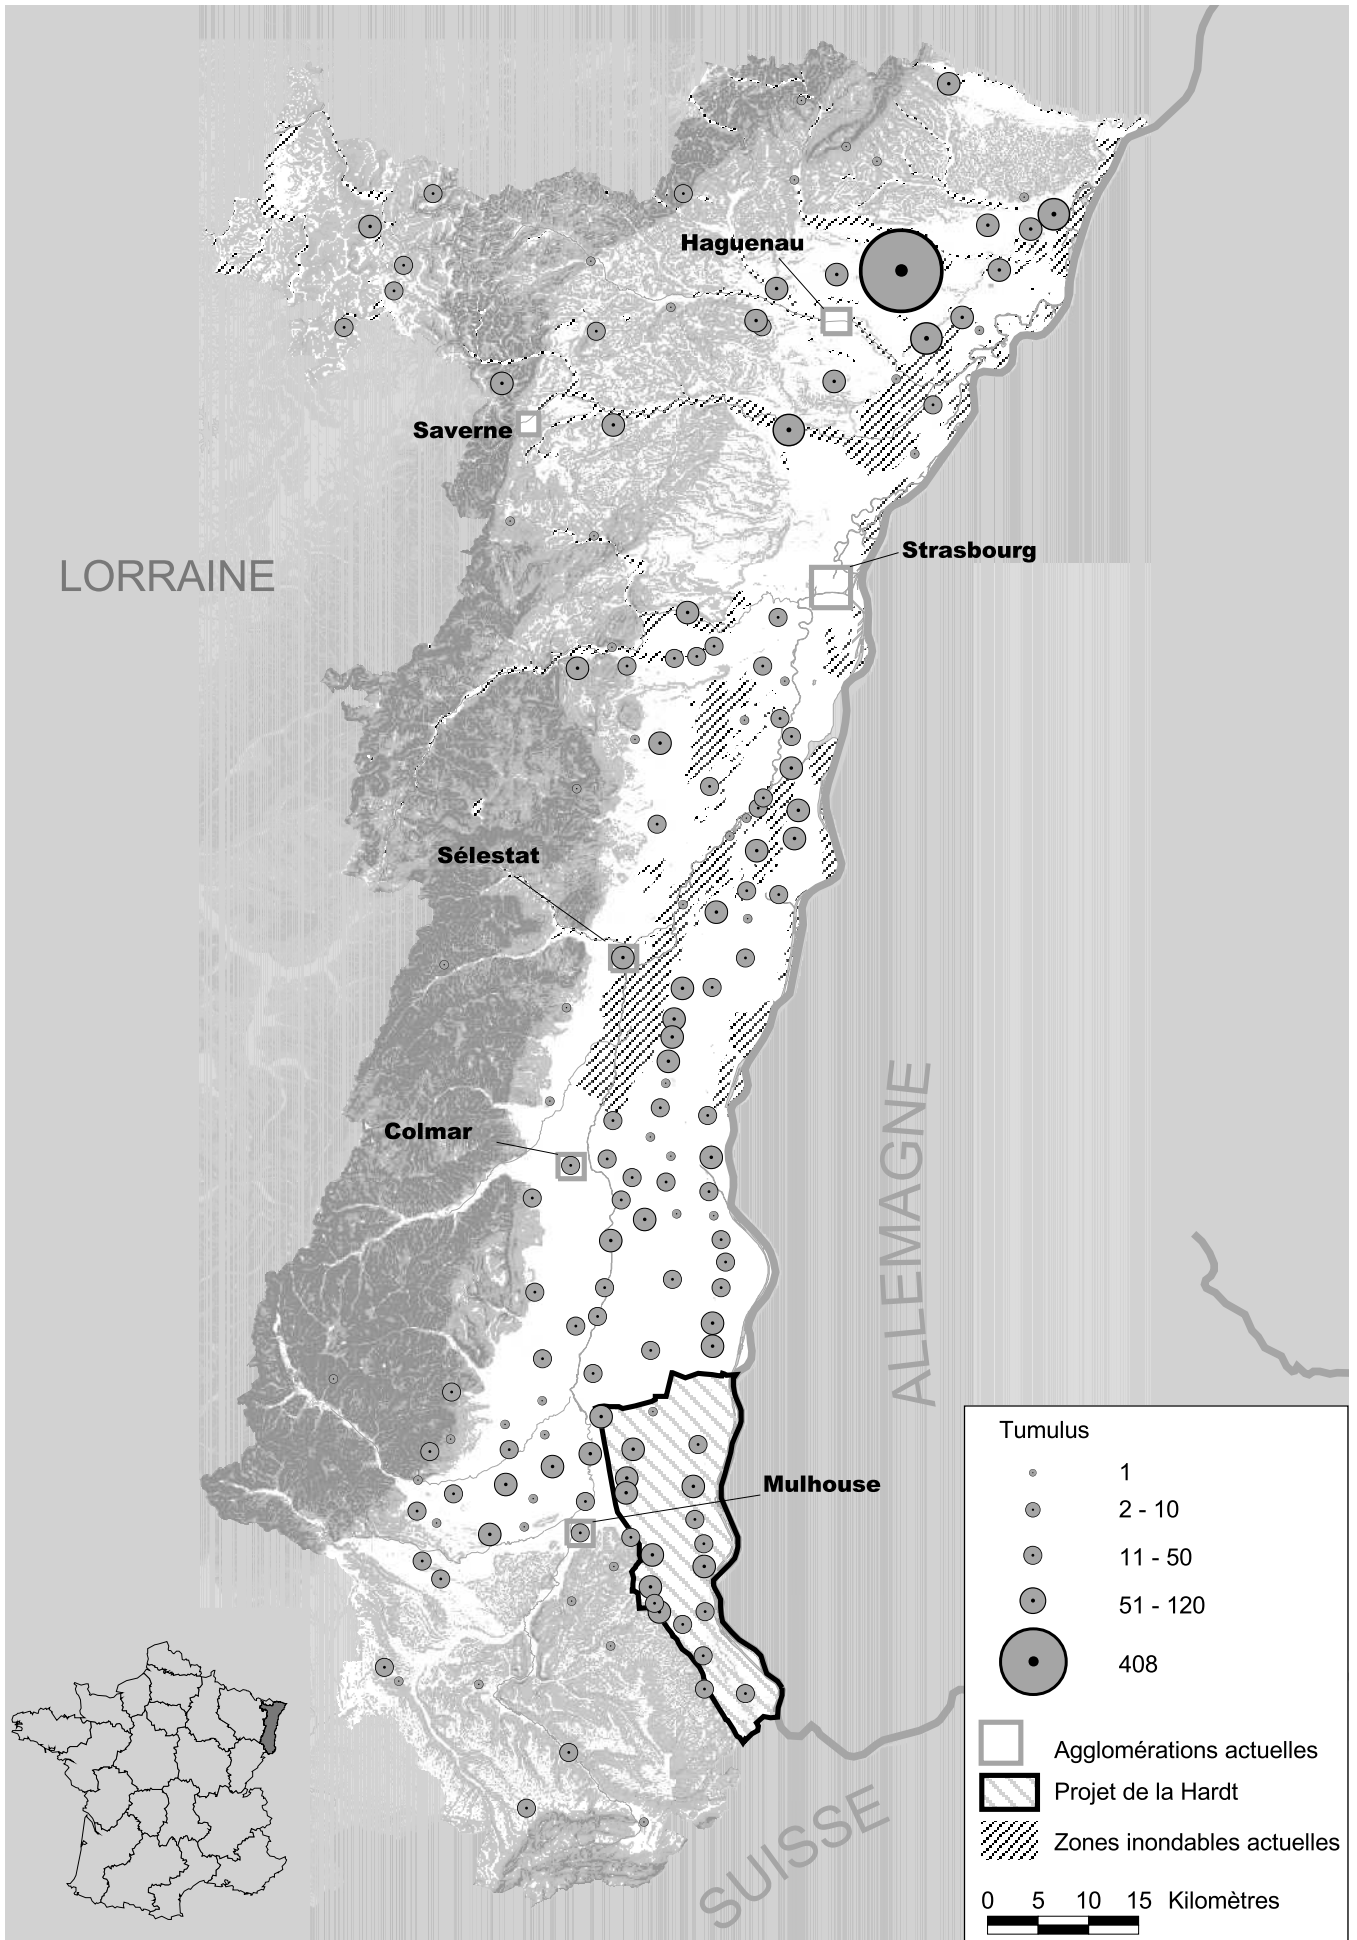 Haguenau
Saverne
Strasbourg
LORRAINE
Sélestat
Colmar
ALLEMAGNE
Mulhouse
SUISSE
Tumulus
1
2 - 10
11 - 50
51 - 120
408
Agglomérations actuelles
Projet de la Hardt
Zones inondables actuelles
0 5 10 15 Kilomètres